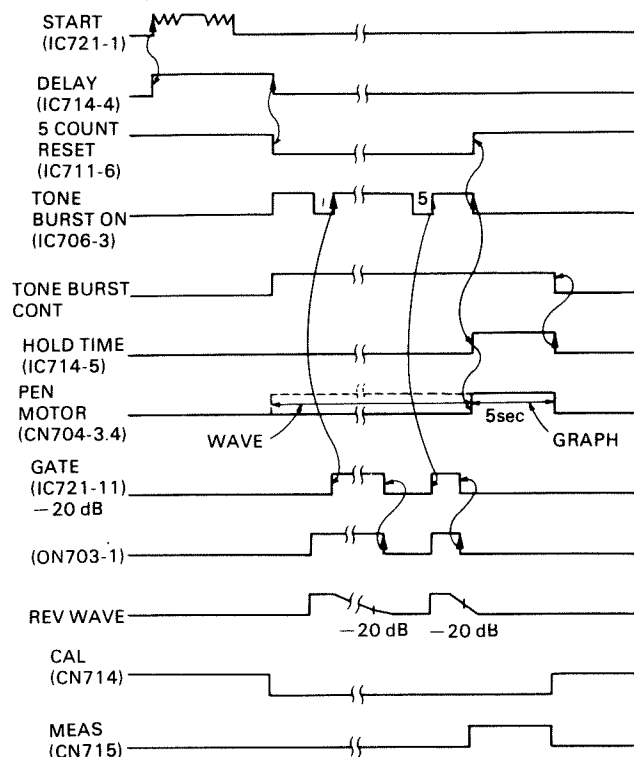 START
(IC721-1)
DELAY
(IC714-4)
5 COUNT
RESET
(IC711-6)
TONE
BURST ON
(IC706-3)
5
TONE BURST
CONT
HOLD TIME
(IC714-5)
PEN
MOTOR
(CN704-3.4)
WAVE
5sec
GRAPH
GATE
(IC721-11)
−20 dB
(ON703-1)
REV WAVE
−20 dB
−20 dB
CAL
(CN714)
MEAS
(CN715)